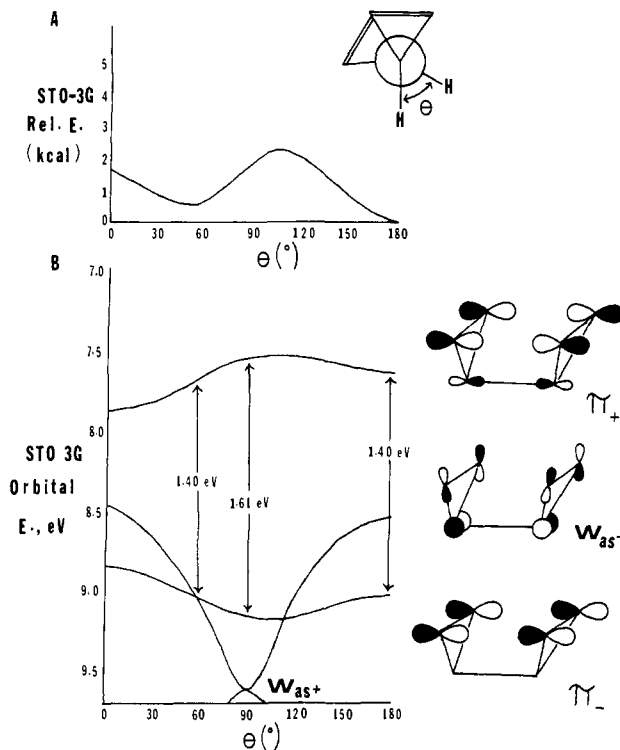 A
H
H
Θ
5
4
3
2
1
0
STO-3G
Rel. E.
(kcal)
0 30 60 90 120 150 180
Θ (°)
B
7.0
7.5
8.0
8.5
9.0
9.5
STO 3G
Orbital
E., eV
1.40 eV
1.61 eV
1.40 eV
Was+
0 30 60 90 120 150 180
Θ (°)
π+
Was-
π-